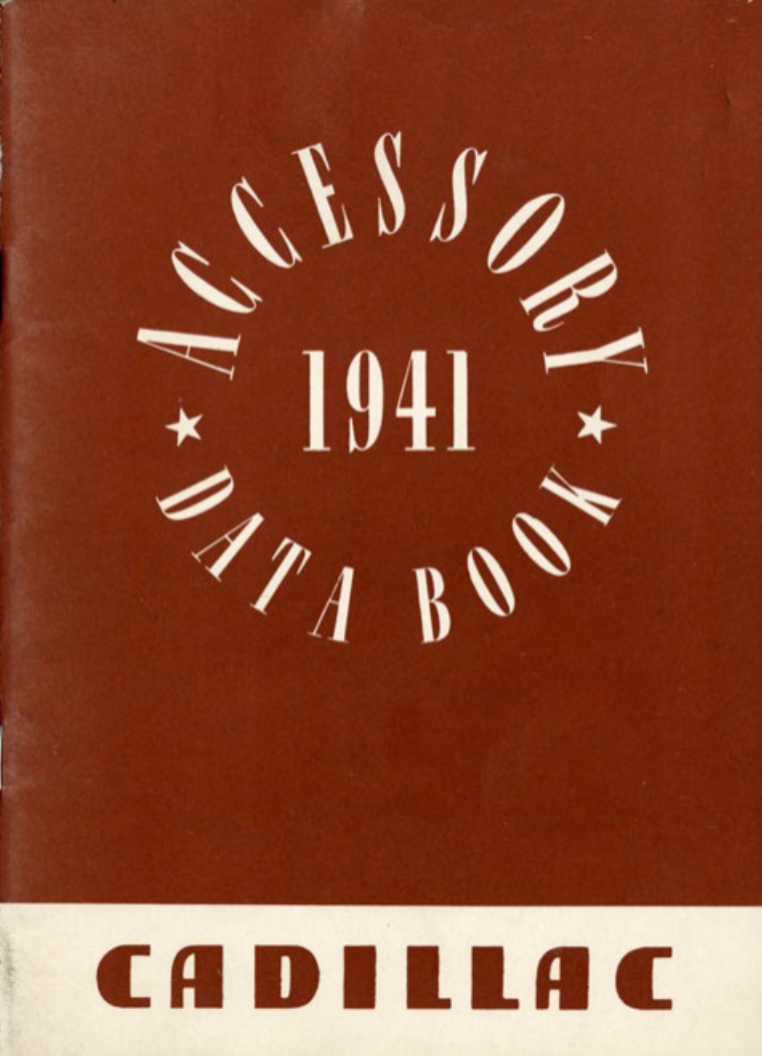 ACCESSORY
1941
★ DATA BOOK ★
CADILLAC